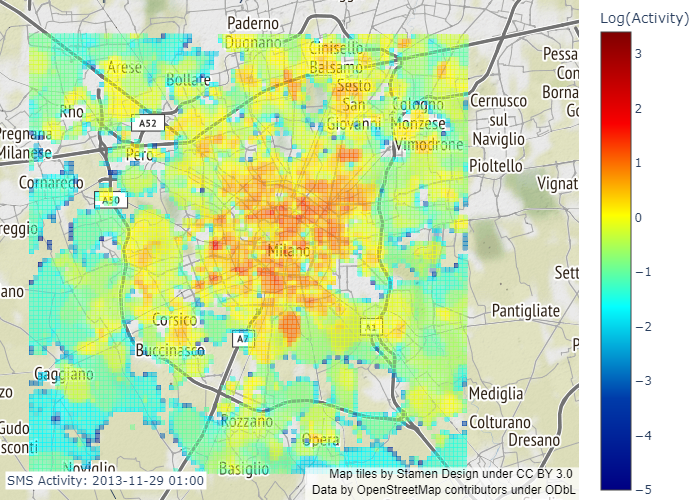 Paderno
Dugnano
Cinisello
Balsamo
Arese
Bollate
Rho
Sesto
San
Giovanni
Cologno
Monzese
Vimodrone
Cernusco
sul
Naviglio
Pessa
Con
Borna
Go
A52
Pregnana
Milanese
Pero
Pioltello
Cornaredo
Vignat
A50
reggio
Milano
Sett
ano
Pantigliate
Corsico
A1
A7
Buccinasco
P
Gaggiano
zo
Mediglia
Rozzano
Colturano
Gudo
sconti
Opera
Dresano
Noviglio
Basiglio
SMS Activity: 2013-11-29 01:00
Map tiles by Stamen Design under CC BY 3.0
Data by OpenStreetMap contributors under ODbL
Log(Activity)
3
2
1
0
−1
−2
−3
−4
−5